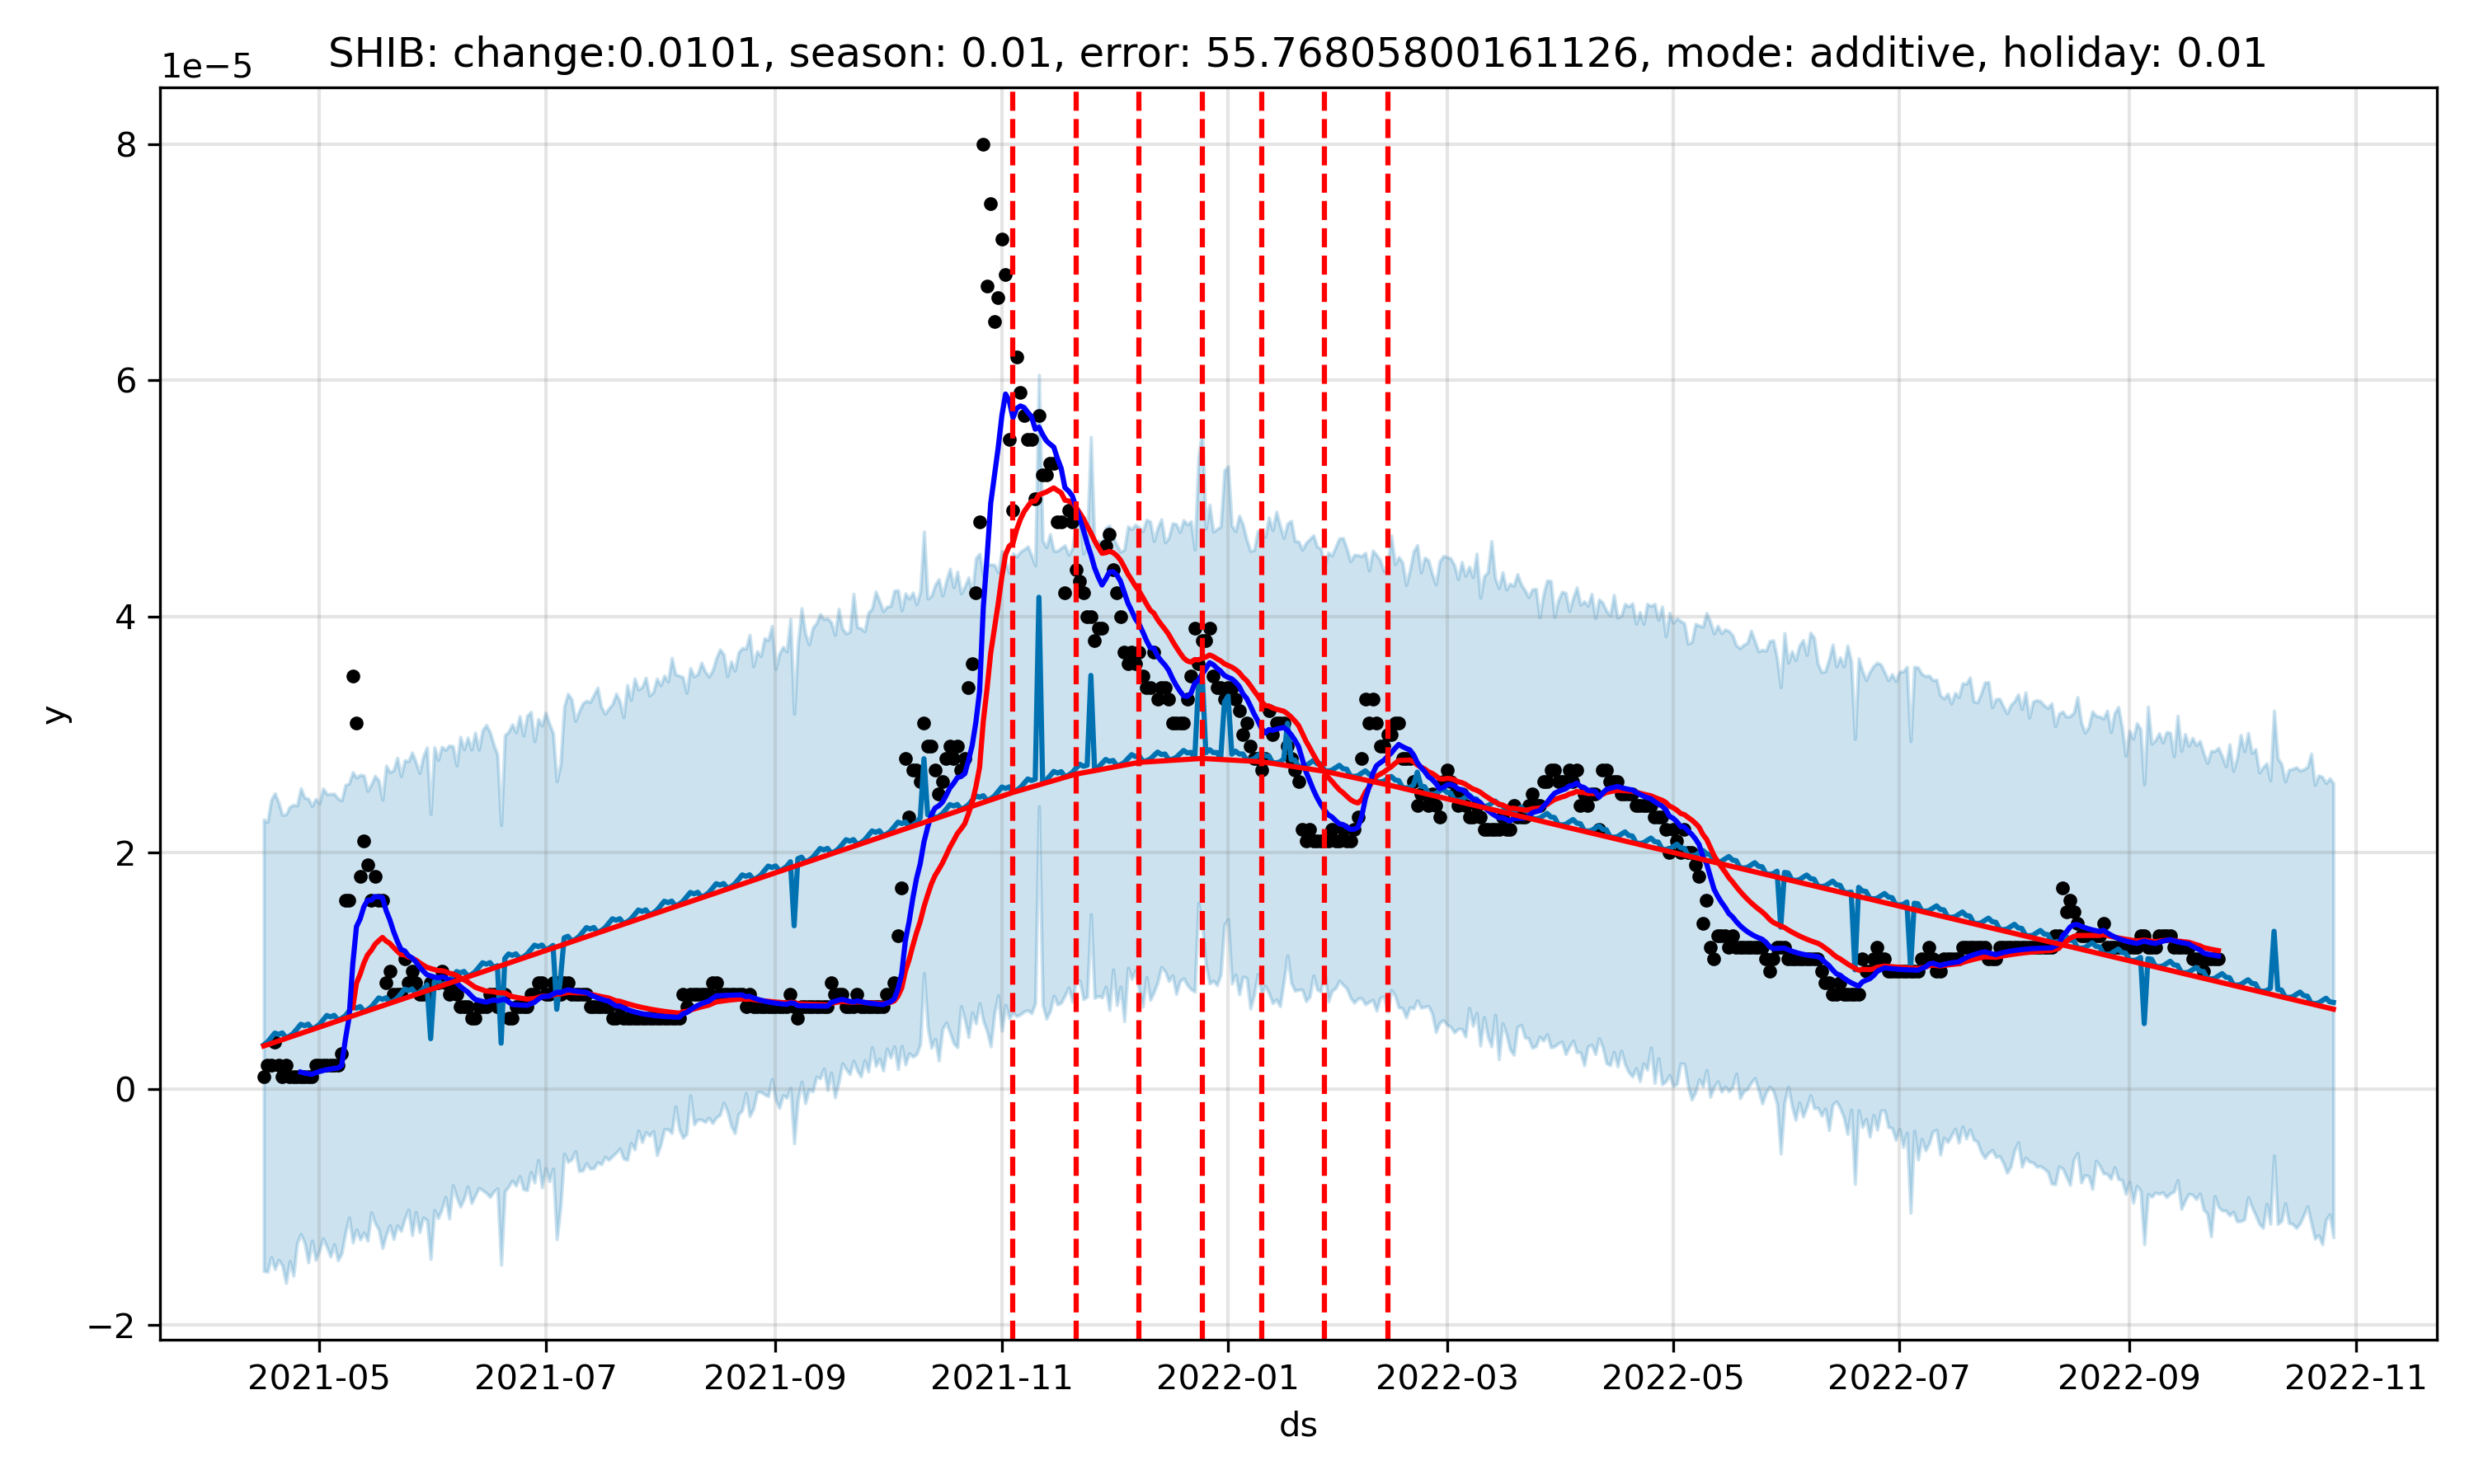 SHIB: change:0.0101, season: 0.01, error: 55.76805800161126, mode: additive, holiday: 0.01
1e−5
8
6
4
2
0
−2
y
2021-05 2021-07 2021-09 2021-11 2022-01 2022-03 2022-05 2022-07 2022-09 2022-11
ds